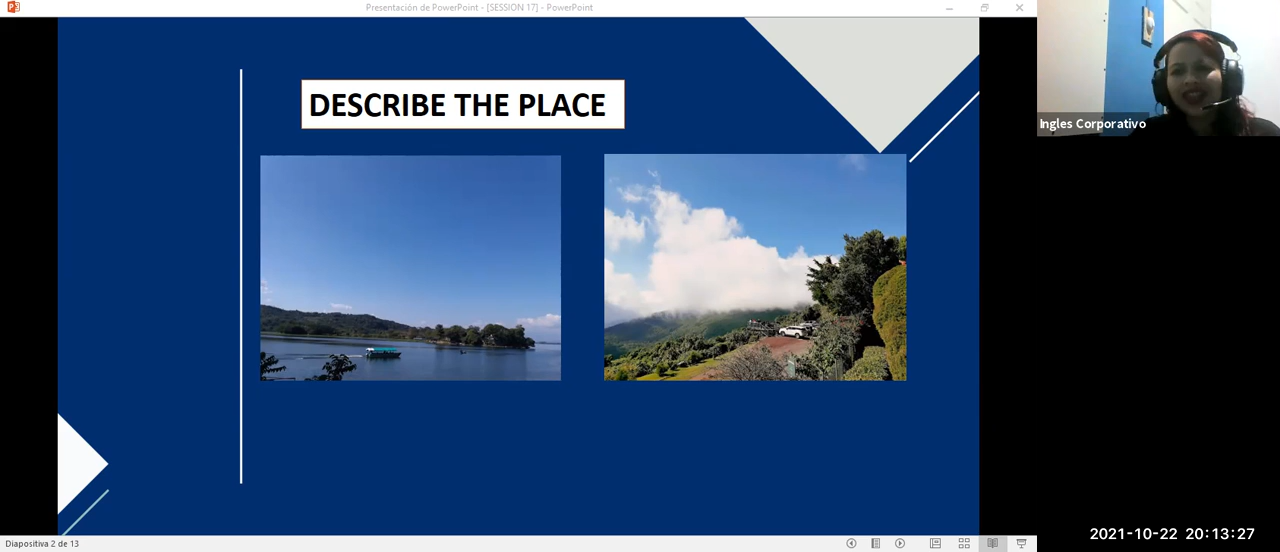 Presentación de PowerPoint - [SESSION 17] - PowerPoint
DESCRIBE THE PLACE
Ingles Corporativo
Diapositiva 2 de 13
2021-10-22 20:13:27